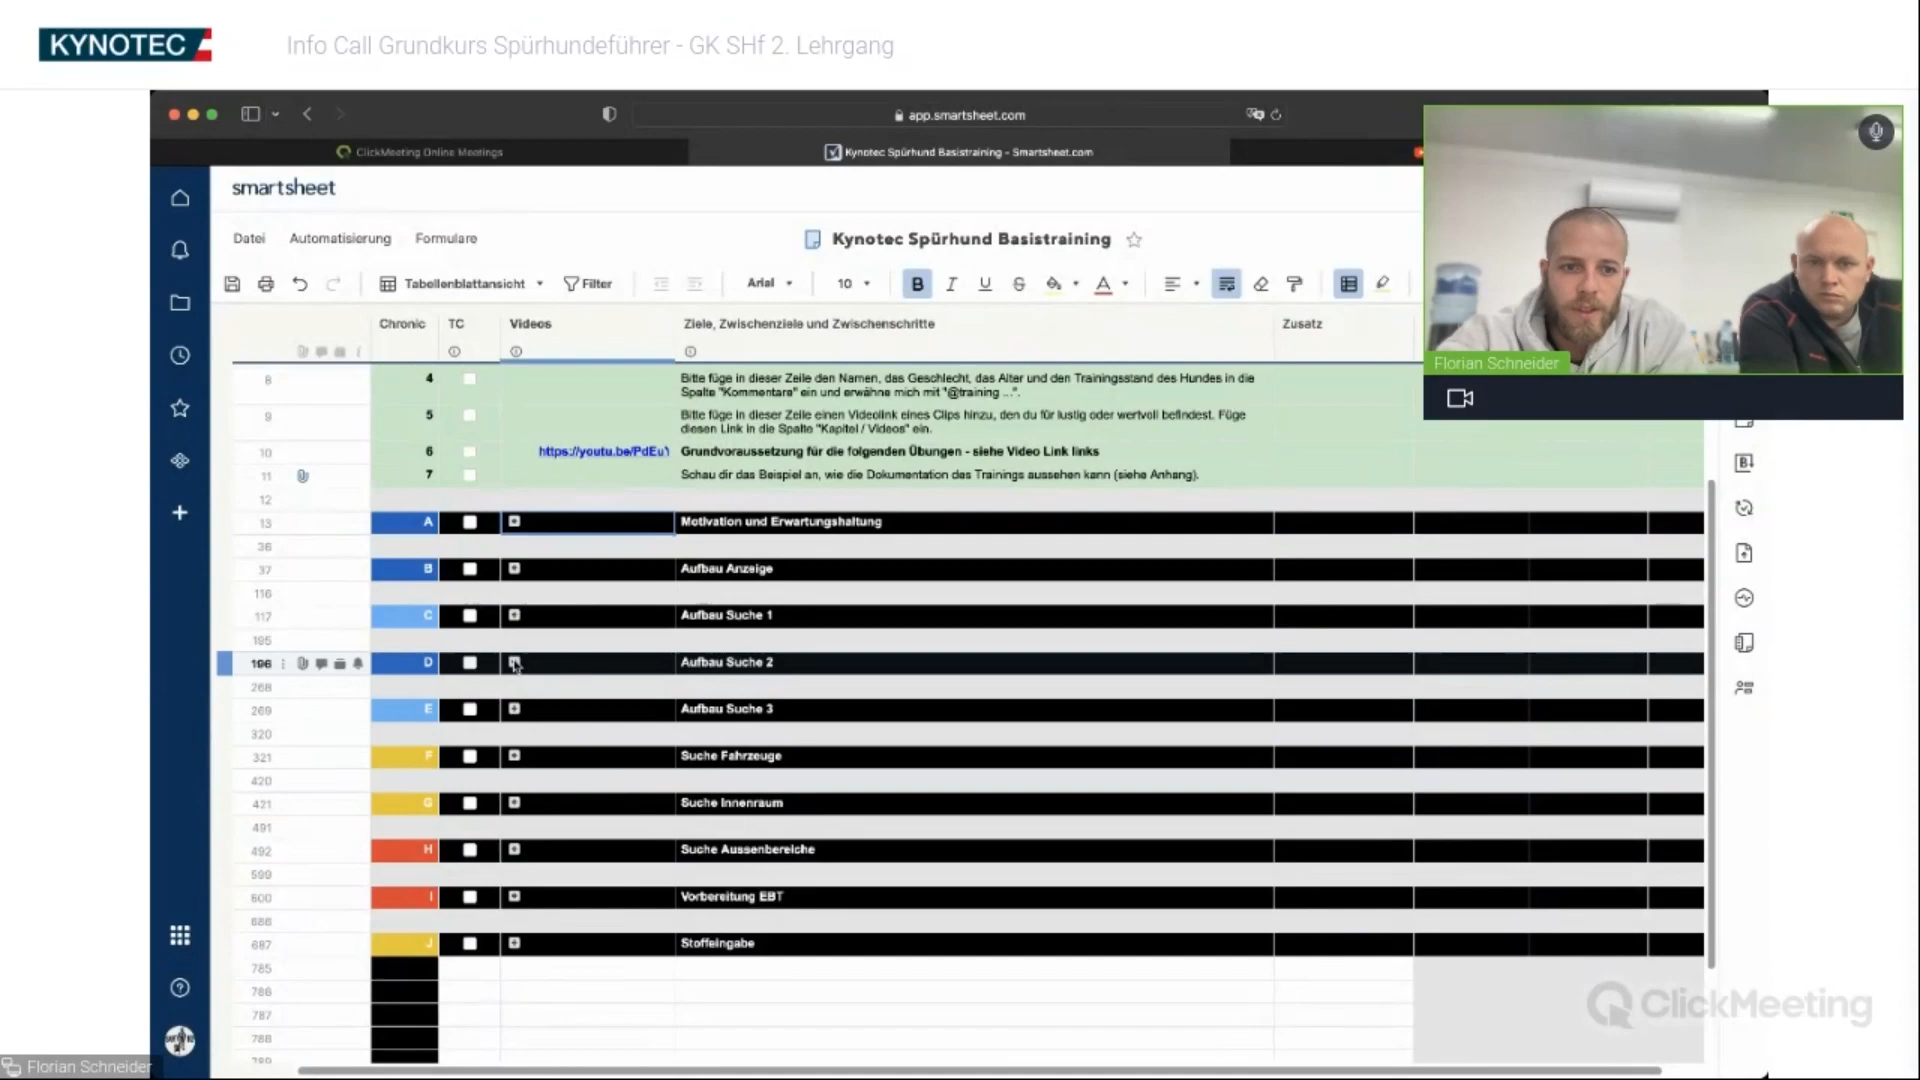 KYNOTEC
Info Call Grundkurs Spürhundeführer - GK SHf 2. Lehrgang
app.smartsheet.com
ClickMeeting Online Meetings
Kynotec Spürhund Basistraining - Smartsheet.com
smartsheet
Datei Automatisierung Formulare
Kynotec Spürhund Basistraining
Tabellenblattansicht Filter Arial 10 B I U S A
Chronic TC Videos Ziele, Zwischenziele und Zwischenschritte Zusatz
8 4 Bitte füge in dieser Zeile den Namen, das Geschlecht, das Alter und den Trainingsstand des Hundes in die
Spalte "Kommentare" ein und erwähne mich mit "@training ...".
9 5 Bitte füge in dieser Zeile einen Videolink eines Clips hinzu, den du für lustig oder wertvoll befindest. Füge
diesen Link in die Spalte "Kapitel / Videos" ein.
10 6 https://youtu.be/PdEu Grundvoraussetzung für die folgenden Übungen - siehe Video Link links
11 7 Schau dir das Beispiel an, wie die Dokumentation des Trainings aussehen kann (siehe Anhang).
12
13 A Motivation und Erwartungshaltung
36
37 B Aufbau Anzeige
116
117 C Aufbau Suche 1
195
196 D Aufbau Suche 2
268
269 E Aufbau Suche 3
320
321 F Suche Fahrzeuge
420
421 G Suche Innenraum
491
492 H Suche Aussenbereiche
599
600 I Vorbereitung EBT
686
687 J Stoffeingabe
785
786
787
788
789
Florian Schneider
Florian Schneider
ClickMeeting